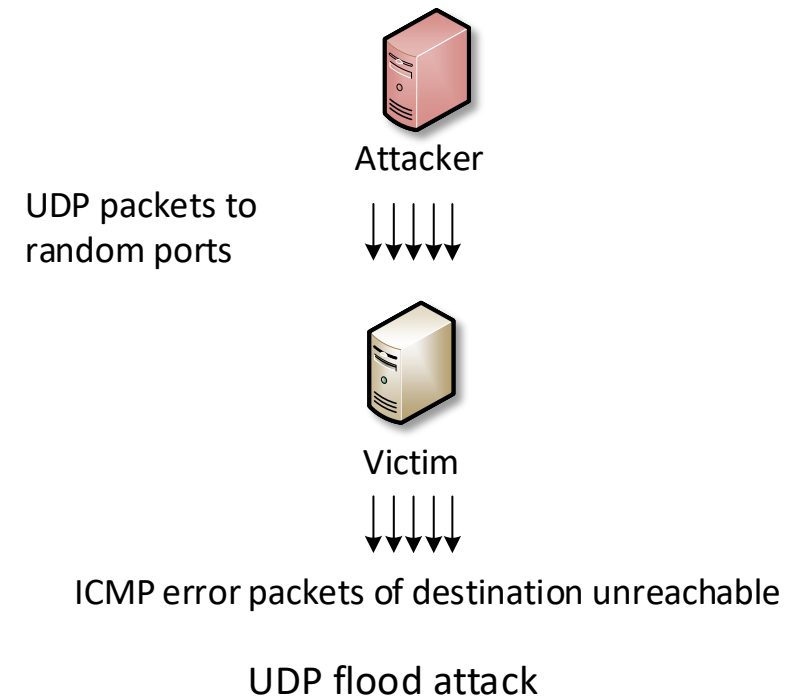 Attacker
UDP packets to
random ports
Victim
ICMP error packets of destination unreachable
UDP flood attack